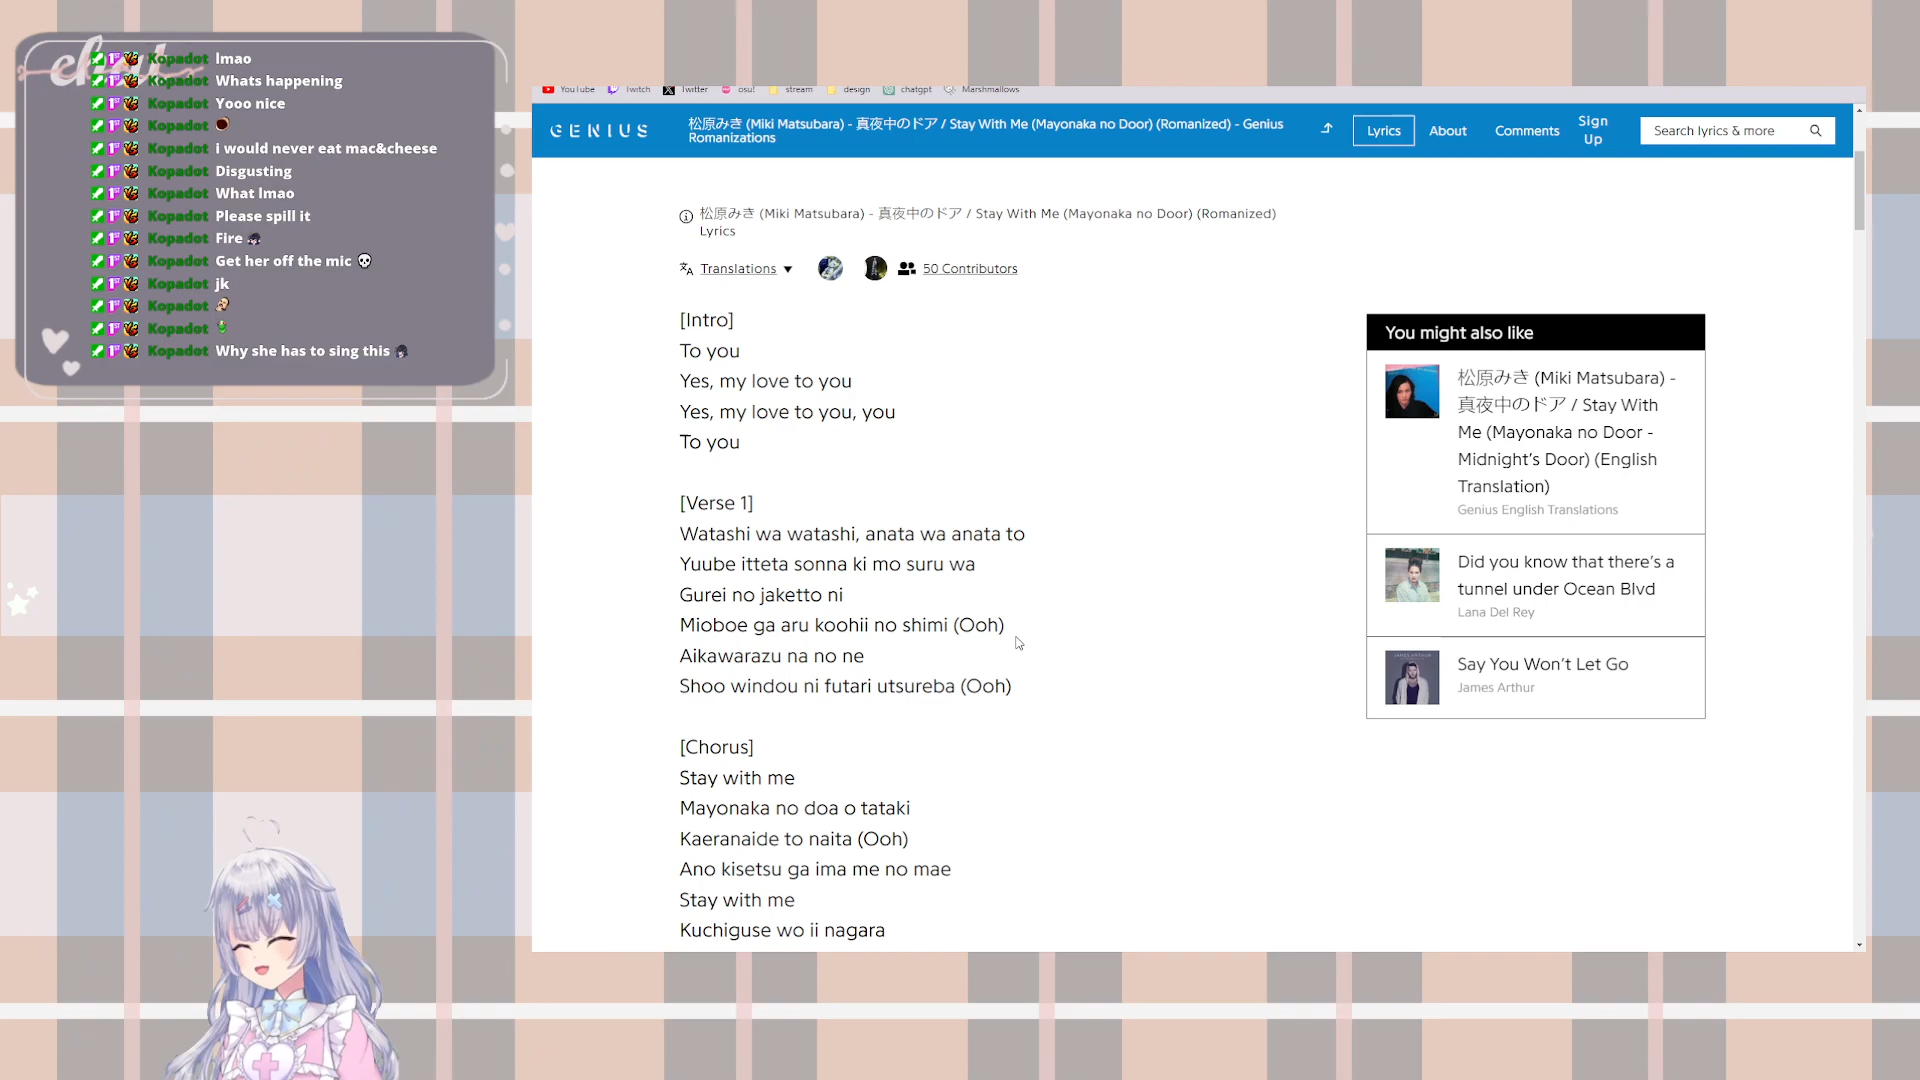 chat
Kopadot lmao
Kopadot Whats happening
Kopadot Yooo nice
Kopadot
Kopadot i would never eat mac&cheese
Kopadot Disgusting
Kopadot What lmao
Kopadot Please spill it
Kopadot Fire
Kopadot Get her off the mic 💀
Kopadot jk
Kopadot
Kopadot
Kopadot Why she has to sing this
YouTube Twitch Twitter osu! stream design chatgpt Marshmallows
GENIUS
松原みき (Miki Matsubara) - 真夜中のドア / Stay With Me (Mayonaka no Door) (Romanized) - Genius
Romanizations
Lyrics About Comments Sign
Up
Search lyrics & more
松原みき (Miki Matsubara) - 真夜中のドア / Stay With Me (Mayonaka no Door) (Romanized)
Lyrics
Translations 50 Contributors
[Intro]
To you
Yes, my love to you
Yes, my love to you, you
To you
[Verse 1]
Watashi wa watashi, anata wa anata to
Yuube itteta sonna ki mo suru wa
Gurei no jaketto ni
Mioboe ga aru koohii no shimi (Ooh)
Aikawarazu na no ne
Shoo windou ni futari utsureba (Ooh)
[Chorus]
Stay with me
Mayonaka no doa o tataki
Kaeranaide to naita (Ooh)
Ano kisetsu ga ima me no mae
Stay with me
Kuchiguse wo ii nagara
You might also like
松原みき (Miki Matsubara) -
真夜中のドア / Stay With
Me (Mayonaka no Door -
Midnight's Door) (English
Translation)
Genius English Translations
Did you know that there's a
tunnel under Ocean Blvd
Lana Del Rey
Say You Won't Let Go
James Arthur